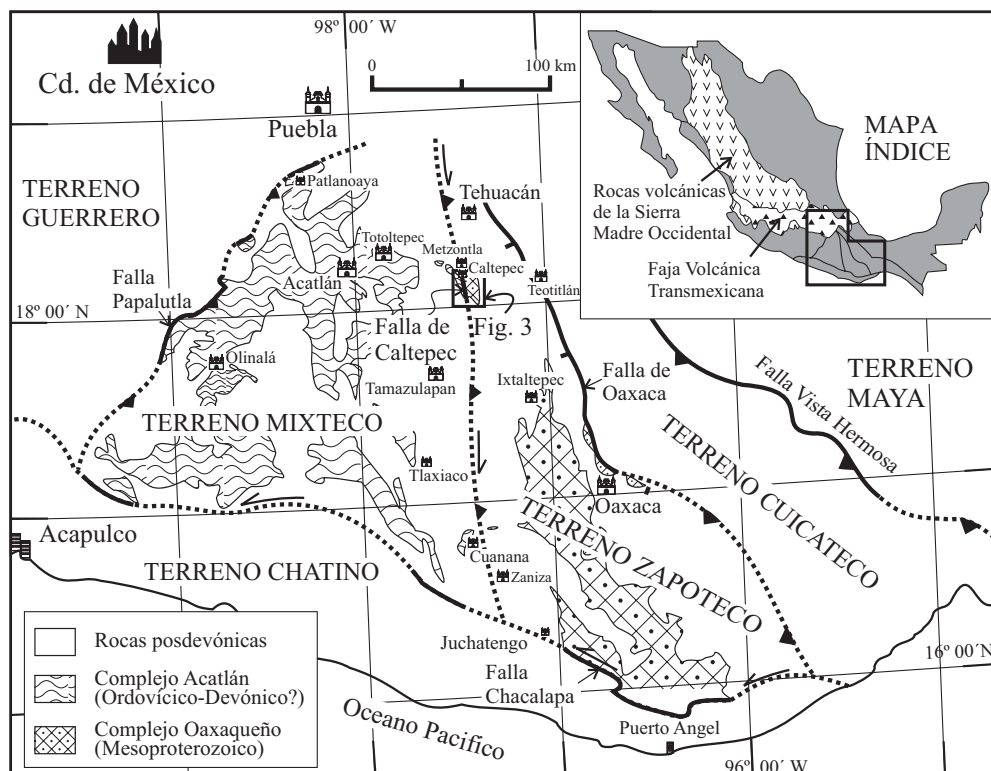 98º 00´ W
Cd. de México
0
100 km
Puebla
MAPA
ÍNDICE
Rocas volcánicas
de la Sierra
Madre Occidental
Faja Volcánica
Transmexicana
TERRENO
GUERRERO
Patlanoaya
Tehuacán
Totoltepec
Metzontla
Caltepec
Acatlán
Teotitlán
Falla
Papalutla
18º 00´ N
Falla de
Caltepec
Fig. 3
Olinalá
Tamazulapan
Ixtaltepec
Falla de
Oaxaca
TERRENO
MAYA
Falla Vista Hermosa
TERRENO MIXTECO
TERRENO CUICATECO
Tlaxiaco
Oaxaca
TERRENO ZAPOTECO
Acapulco
Cuanana
TERRENO CHATINO
Zaniza
Juchatengo
16º 00´N
Falla
Chacalapa
Puerto Angel
Oceano Pacifico
96º 00´ W
Rocas posdevónicas
Complejo Acatlán
(Ordovícico-Devónico?)
Complejo Oaxaqueño
(Mesoproterozoico)